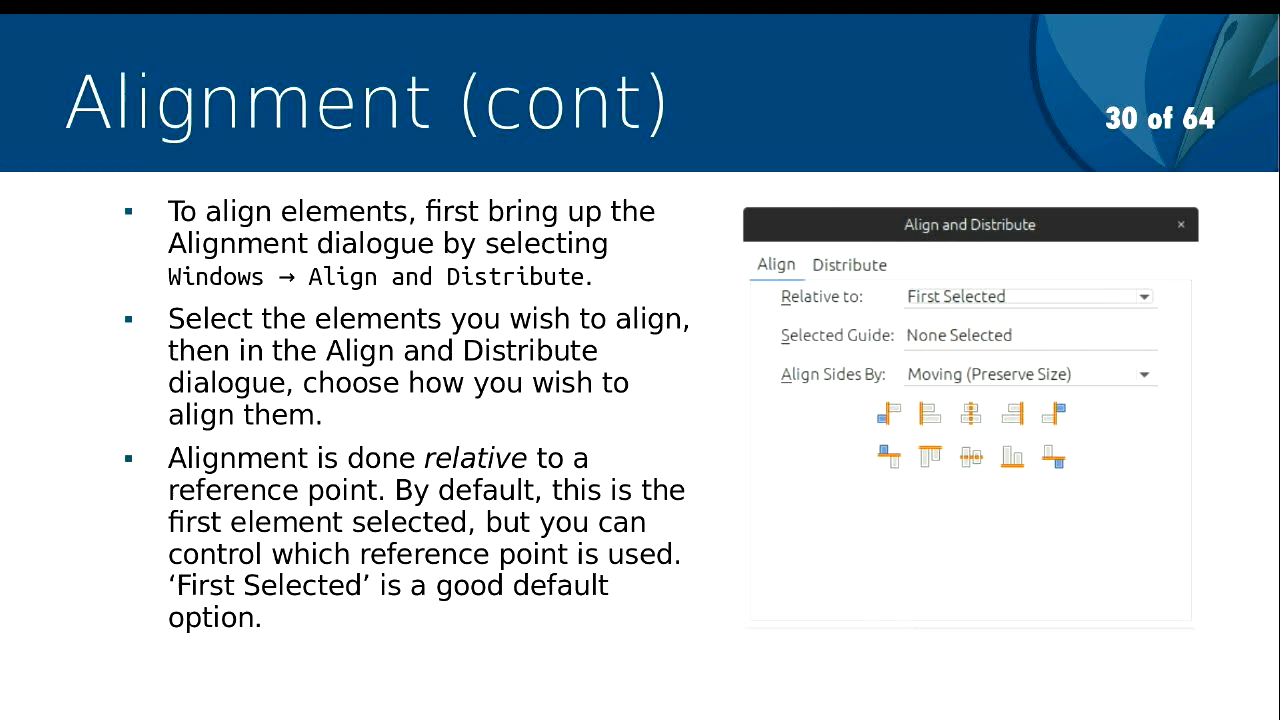 Alignment (cont)
30 of 64
▪ To align elements, first bring up the
Alignment dialogue by selecting
Windows → Align and Distribute.
▪ Select the elements you wish to align,
then in the Align and Distribute
dialogue, choose how you wish to
align them.
▪ Alignment is done relative to a
reference point. By default, this is the
first element selected, but you can
control which reference point is used.
‘First Selected’ is a good default
option.
Align and Distribute ×
Align Distribute
Relative to: First Selected
Selected Guide: None Selected
Align Sides By: Moving (Preserve Size)